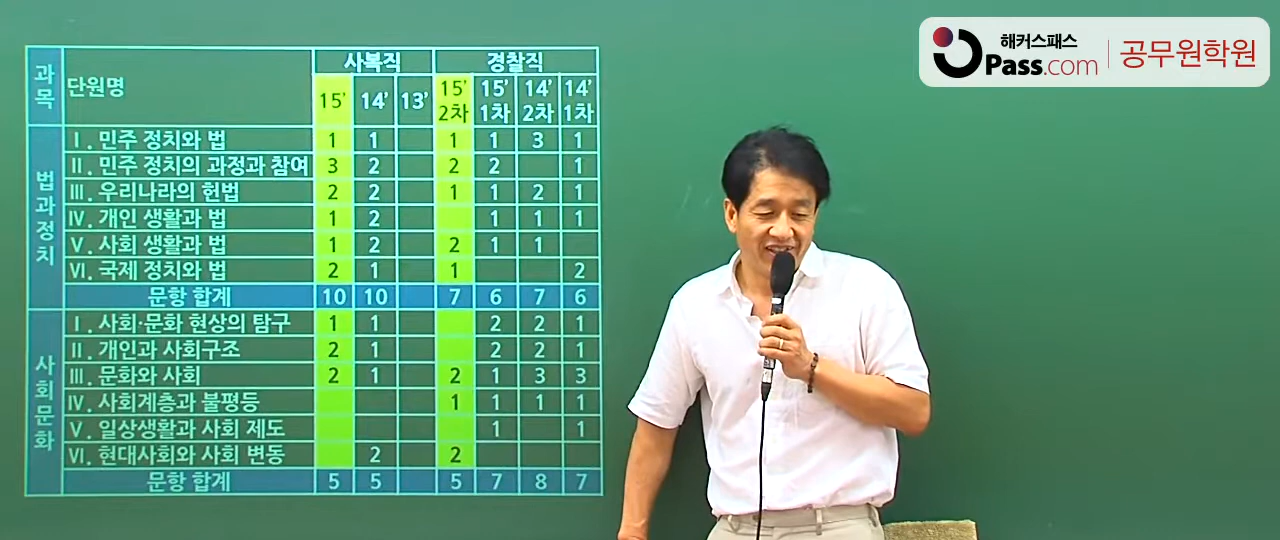 해커스패스
Pass.com 공무원학원
과목 단원명 사복직 경찰직
15' 14' 13' 15' 2차 15' 1차 14' 2차 14' 1차
법과정치
Ⅰ. 민주 정치와 법 1 1 1 1 3 1
Ⅱ. 민주 정치의 과정과 참여 3 2 2 2 1
Ⅲ. 우리나라의 헌법 2 2 1 1 2 1
Ⅳ. 개인 생활과 법 1 2 1 1 1
Ⅴ. 사회 생활과 법 1 2 2 1 1
Ⅵ. 국제 정치와 법 2 1 1 2
문항 합계 10 10 7 6 7 6
사회문화
Ⅰ. 사회·문화 현상의 탐구 1 1 2 2 1
Ⅱ. 개인과 사회구조 2 1 2 2 1
Ⅲ. 문화와 사회 2 1 2 1 3 3
Ⅳ. 사회계층과 불평등 1 1 1 1
Ⅴ. 일상생활과 사회 제도 1 1
Ⅵ. 현대사회와 사회 변동 2 2
문항 합계 5 5 5 7 8 7